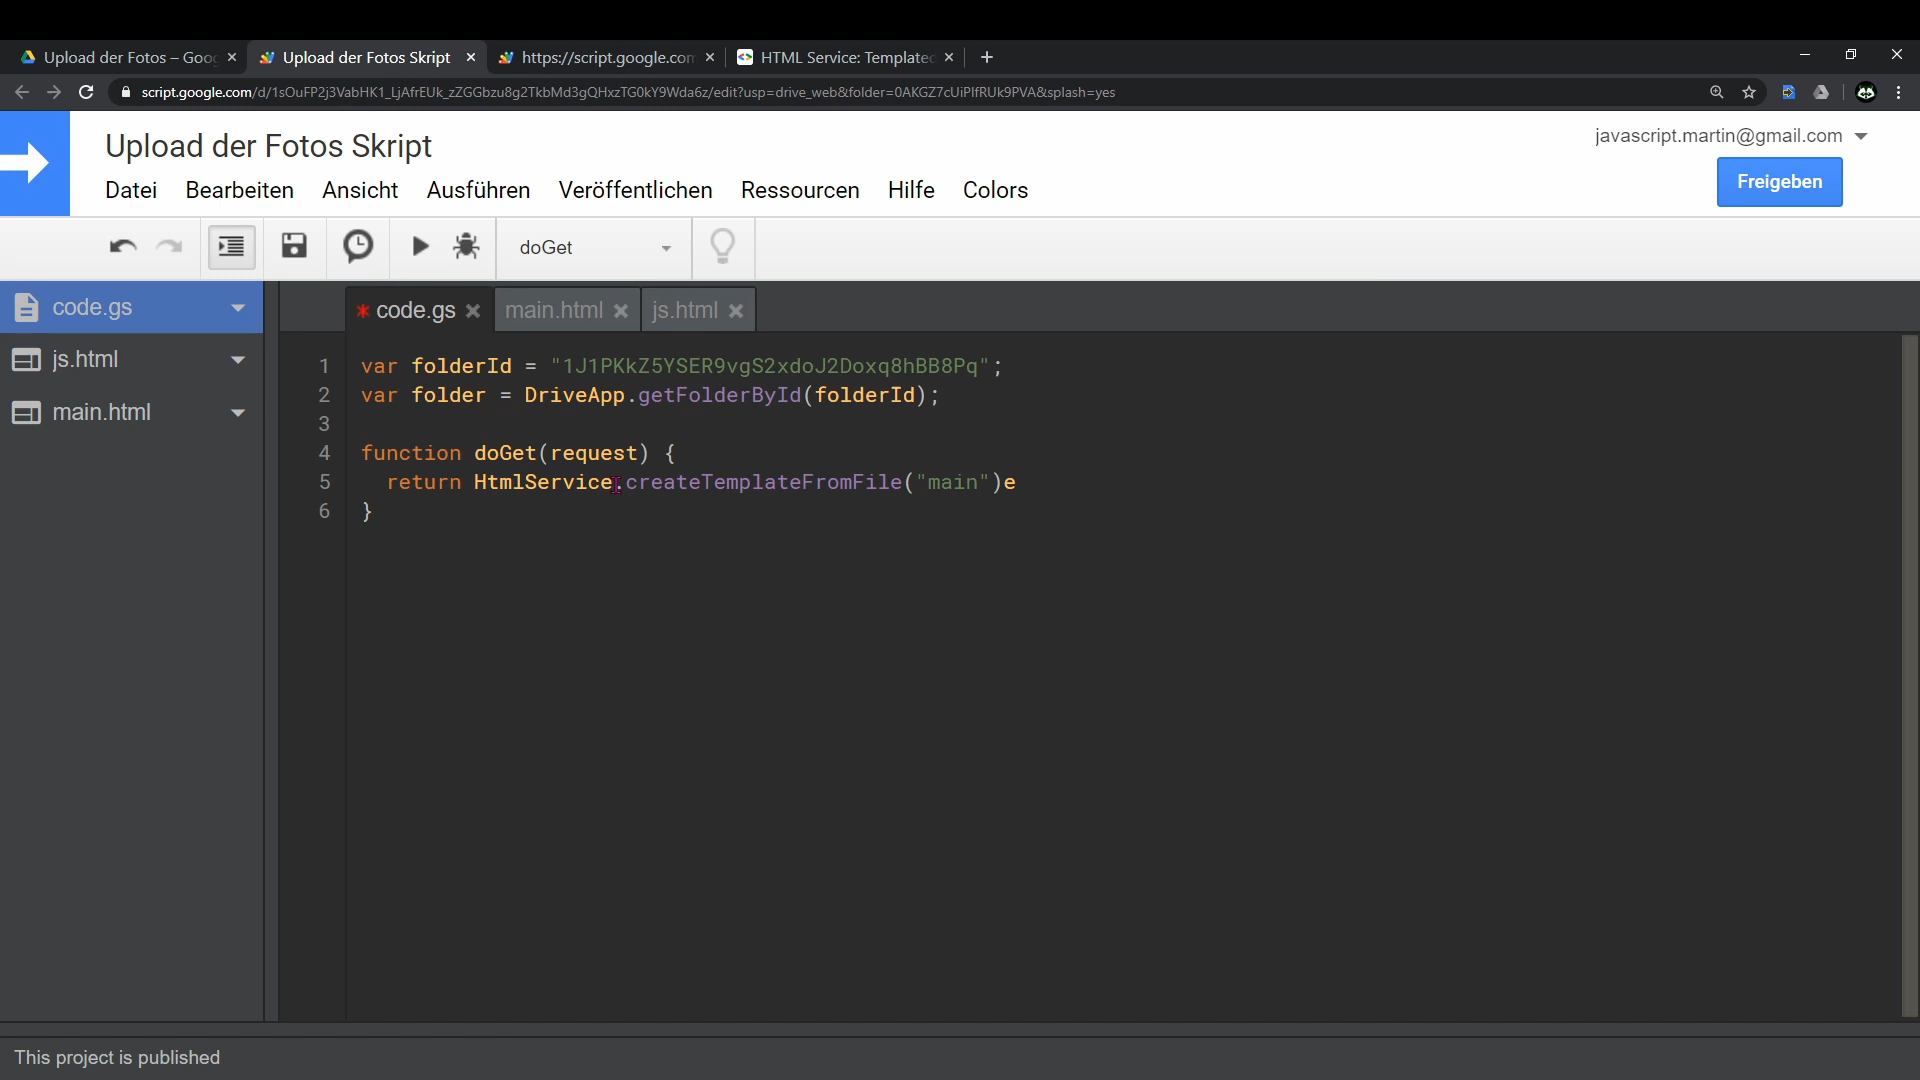 Upload der Fotos – Goog
Upload der Fotos Skript
https://script.google.com
HTML Service: Templated
script.google.com/d/1sOuFP2j3VabHK1_LjAfrEUk_zZGGbzu8g2TkbMd3gQHxzTG0kY9Wda6z/edit?usp=drive_web&folder=0AKGZ7cUiPlfRUk9PVA&splash=yes
Upload der Fotos Skript
javascript.martin@gmail.com
Datei Bearbeiten Ansicht Ausführen Veröffentlichen Ressourcen Hilfe Colors
Freigeben
doGet
code.gs
js.html
main.html
* code.gs
main.html
js.html
1 var folderId = "1J1PKkZ5YSER9vgS2xdoJ2Doxq8hBB8Pq";
2 var folder = DriveApp.getFolderById(folderId);
3
4 function doGet(request) {
5 return HtmlService.createTemplateFromFile("main")e
6 }
This project is published